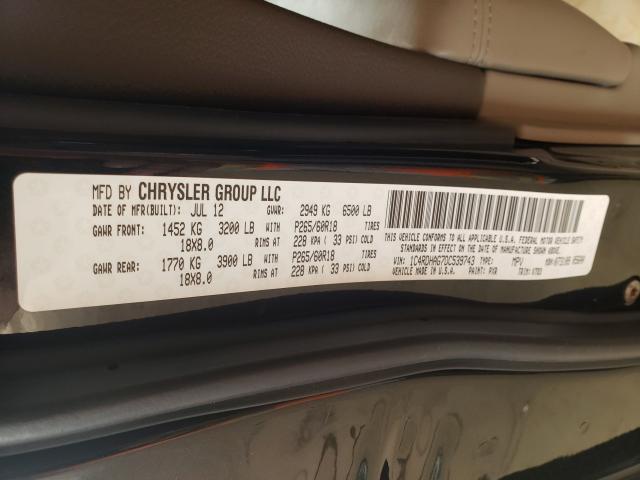 MFD BY CHRYSLER GROUP LLC
DATE OF MFR(BUILT): JUL 12 GVWR: 2949 KG 6500 LB
GAWR FRONT: 1452 KG 3200 LB WITH P265/60R18 TIRES
18X8.0 RIMS AT 228 KPA ( 33 PSI) COLD
GAWR REAR: 1770 KG 3900 LB WITH P265/60R18 TIRES
18X8.0 RIMS AT 228 KPA ( 33 PSI) COLD
THIS VEHICLE CONFORMS TO ALL APPLICABLE U.S.A. FEDERAL MOTOR VEHICLE SAFETY
STANDARDS IN EFFECT ON THE DATE OF MANUFACTURE SHOWN ABOVE.
VIN: 1C4RDHAG7DC539743 TYPE: MPV MDH:
VEHICLE MADE IN U.S.A. PAINT: PXR TRIM: